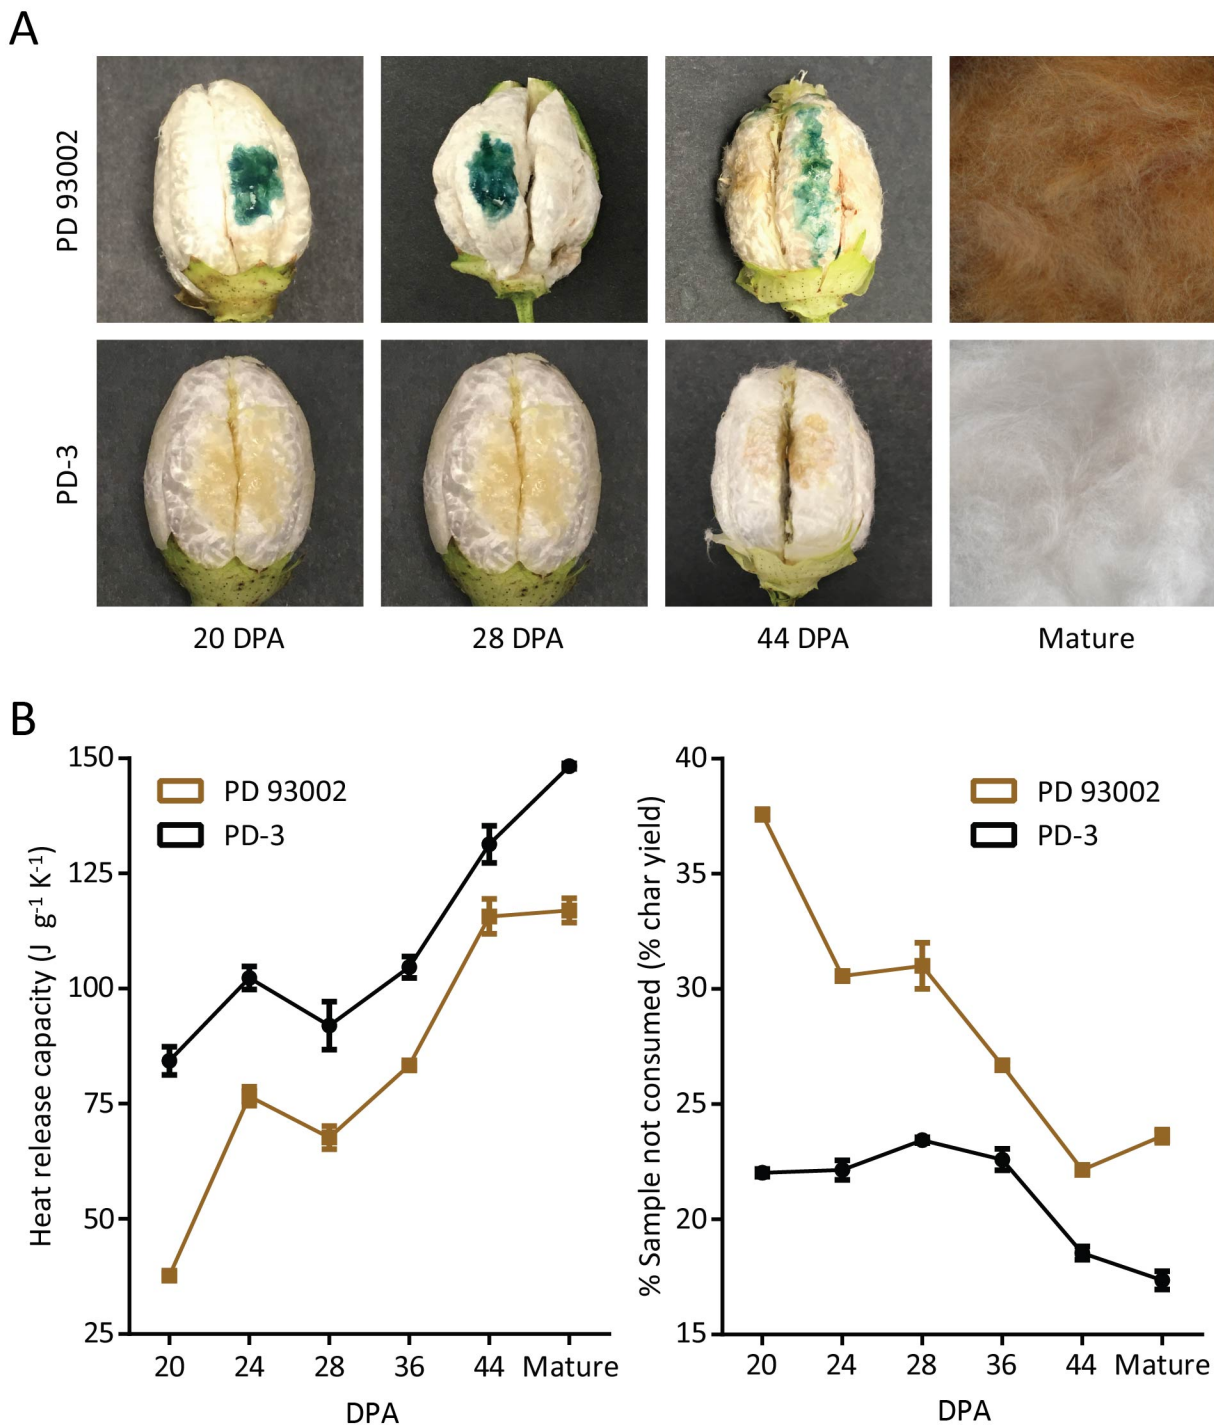 A
PD 93002
PD-3
20 DPA
28 DPA
44 DPA
Mature
B
Heat release capacity (J g⁻¹ K⁻¹)
150
125
100
75
50
25
PD 93002
PD-3
20
24
28
36
44
Mature
DPA
% Sample not consumed (% char yield)
40
35
30
25
20
15
PD 93002
PD-3
20
24
28
36
44
Mature
DPA